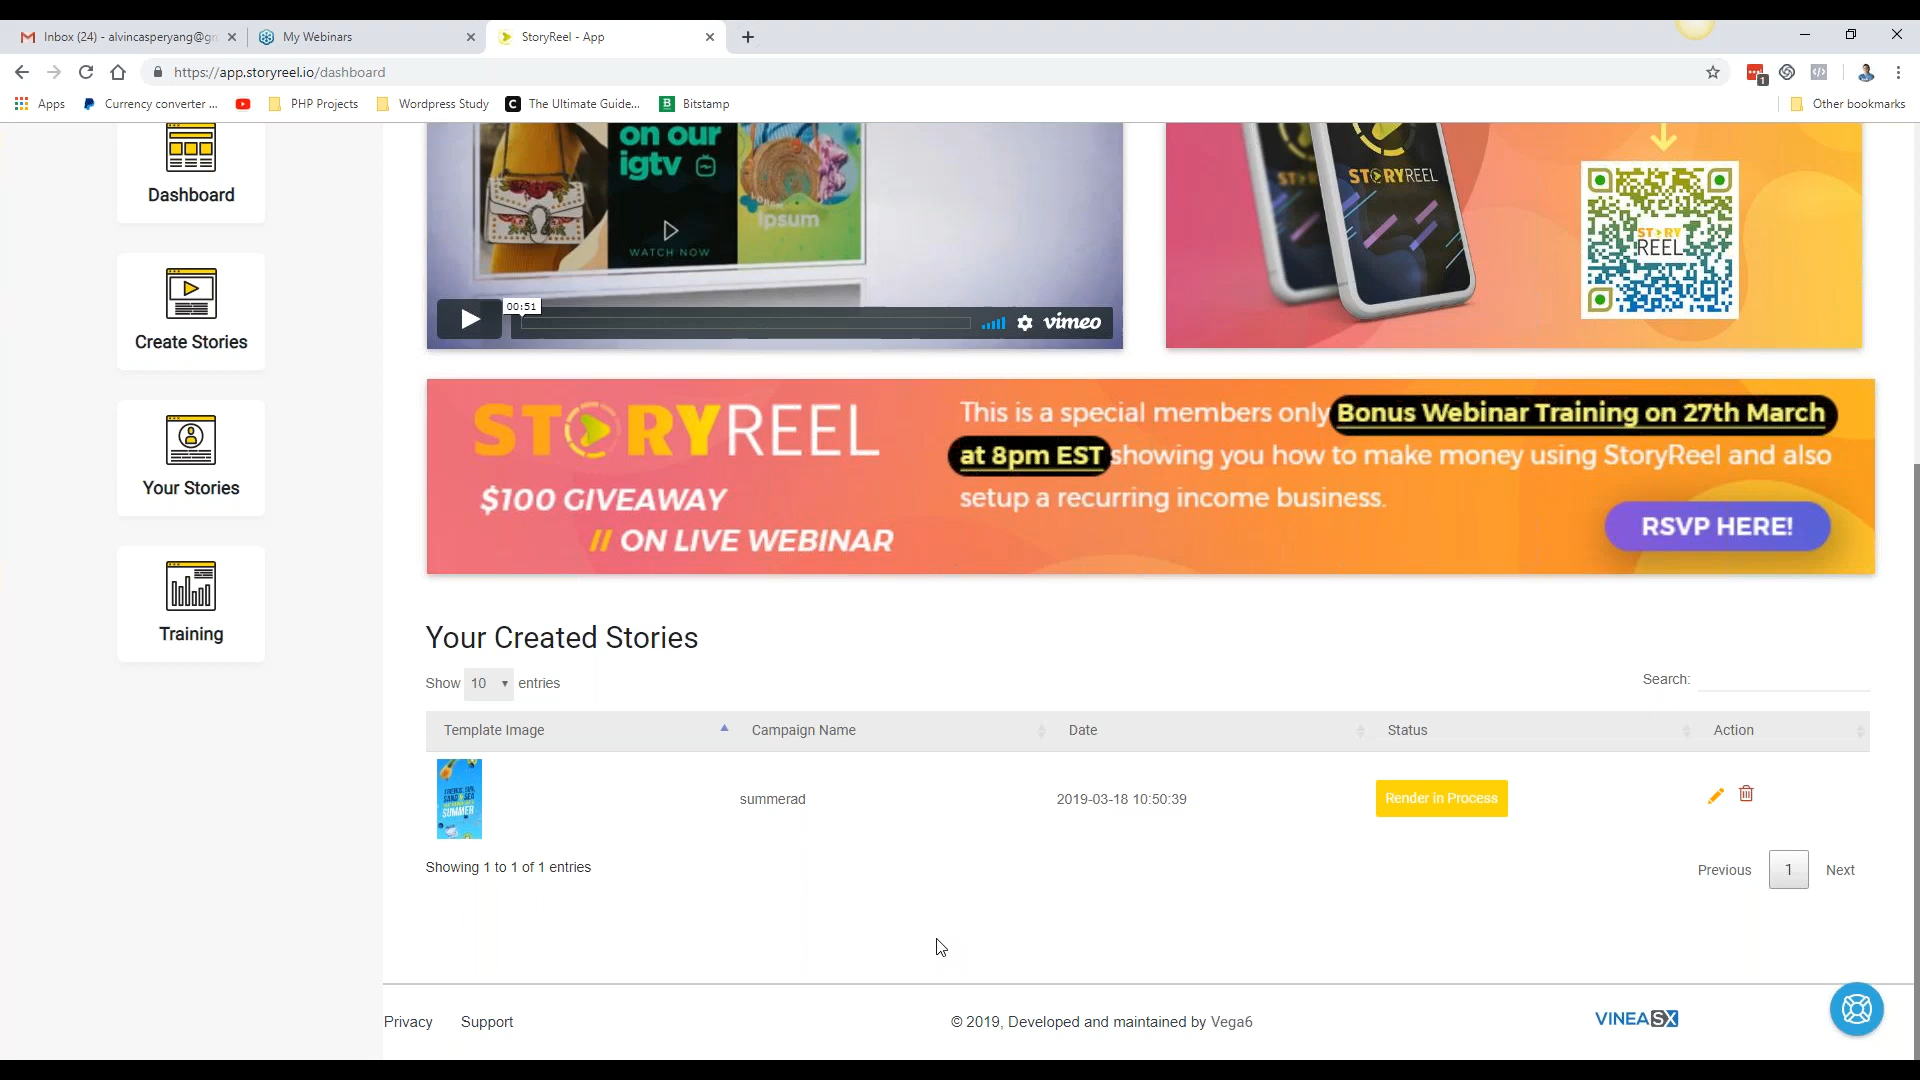 Inbox (24) - alvincasperyang@gr
My Webinars
StoryReel - App
https://app.storyreel.io/dashboard
1
Apps
Currency converter ...
PHP Projects
Wordpress Study
The Ultimate Guide...
Bitstamp
Other bookmarks
Dashboard
Create Stories
Your Stories
Training
on our
igtv
Ipsum
WATCH NOW
00:51
vimeo
STORYREEL
STORY
REEL
STORYREEL
$100 GIVEAWAY
// ON LIVE WEBINAR
This is a special members only Bonus Webinar Training on 27th March
at 8pm EST showing you how to make money using StoryReel and also
setup a recurring income business.
RSVP HERE!
Your Created Stories
Show 10 entries
Search:
Template Image Campaign Name Date Status Action
SUMMER
summerad 2019-03-18 10:50:39 Render in Process
Showing 1 to 1 of 1 entries
Previous 1 Next
Privacy Support
© 2019, Developed and maintained by Vega6
VINEASX